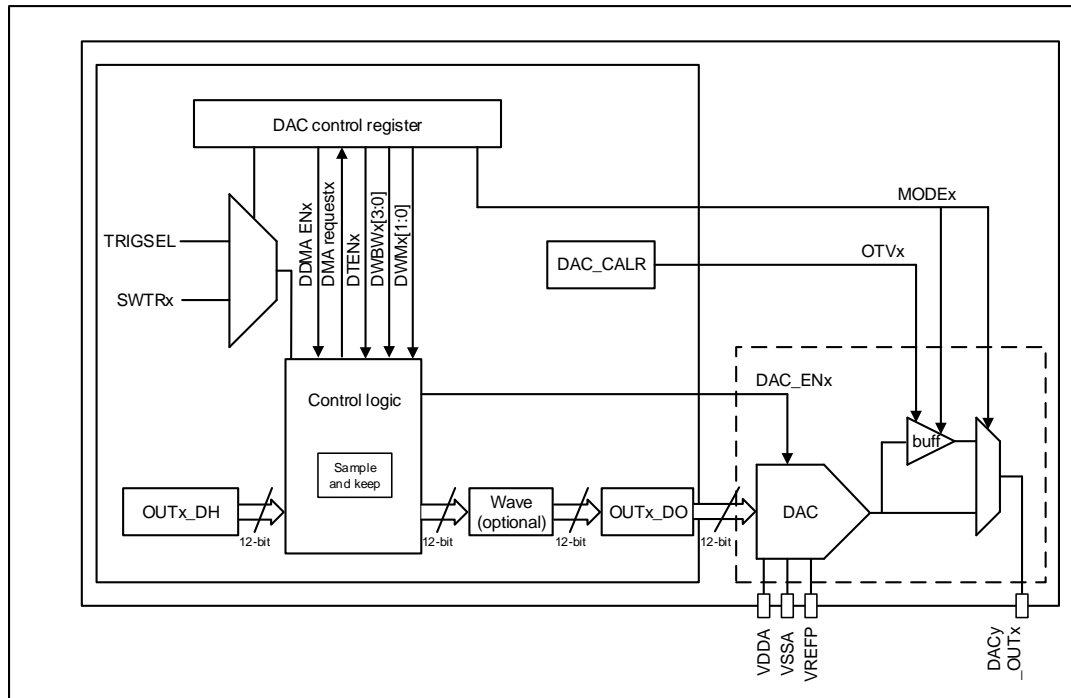 DAC control register
TRIGSEL
SWTRx
DDMA ENx
DMA requestx
DTENx
DWBWx[3:0]
DWMx[1:0]
MODEx
DAC_CALR
OTVx
Control logic
Sample
and keep
DAC_ENx
buff
OUTx_DH
12-bit
12-bit
Wave
(optional)
12-bit
OUTx_DO
12-bit
DAC
VDDA
VSSA
VREFP
DACy
_OUTx